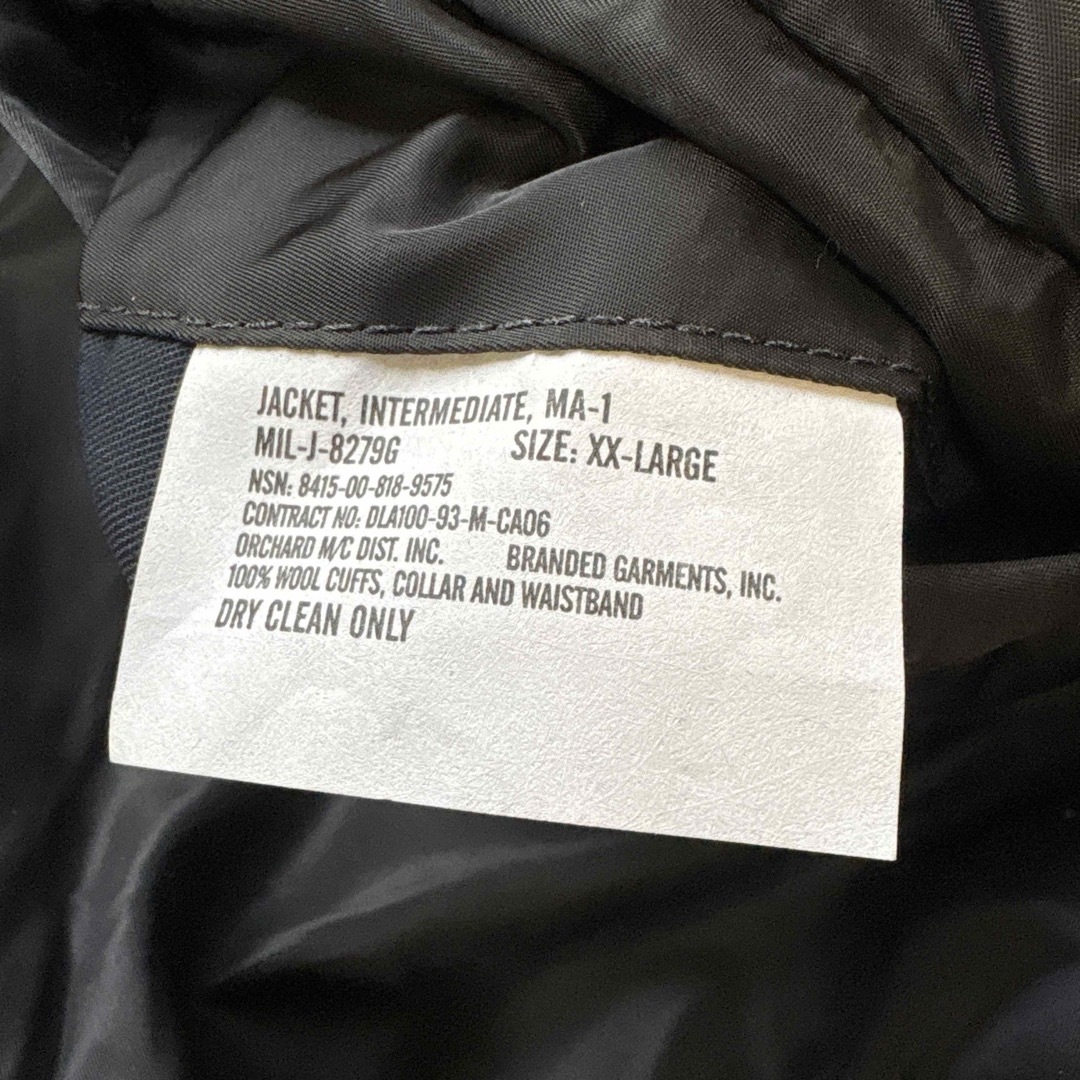 JACKET, INTERMEDIATE, MA-1
MIL-J-8279G SIZE: XX-LARGE
NSN: 8415-00-818-9575
CONTRACT NO: DLA100-93-M-CA06
ORCHARD M/C DIST. INC. BRANDED GARMENTS, INC.
100% WOOL CUFFS, COLLAR AND WAISTBAND
DRY CLEAN ONLY